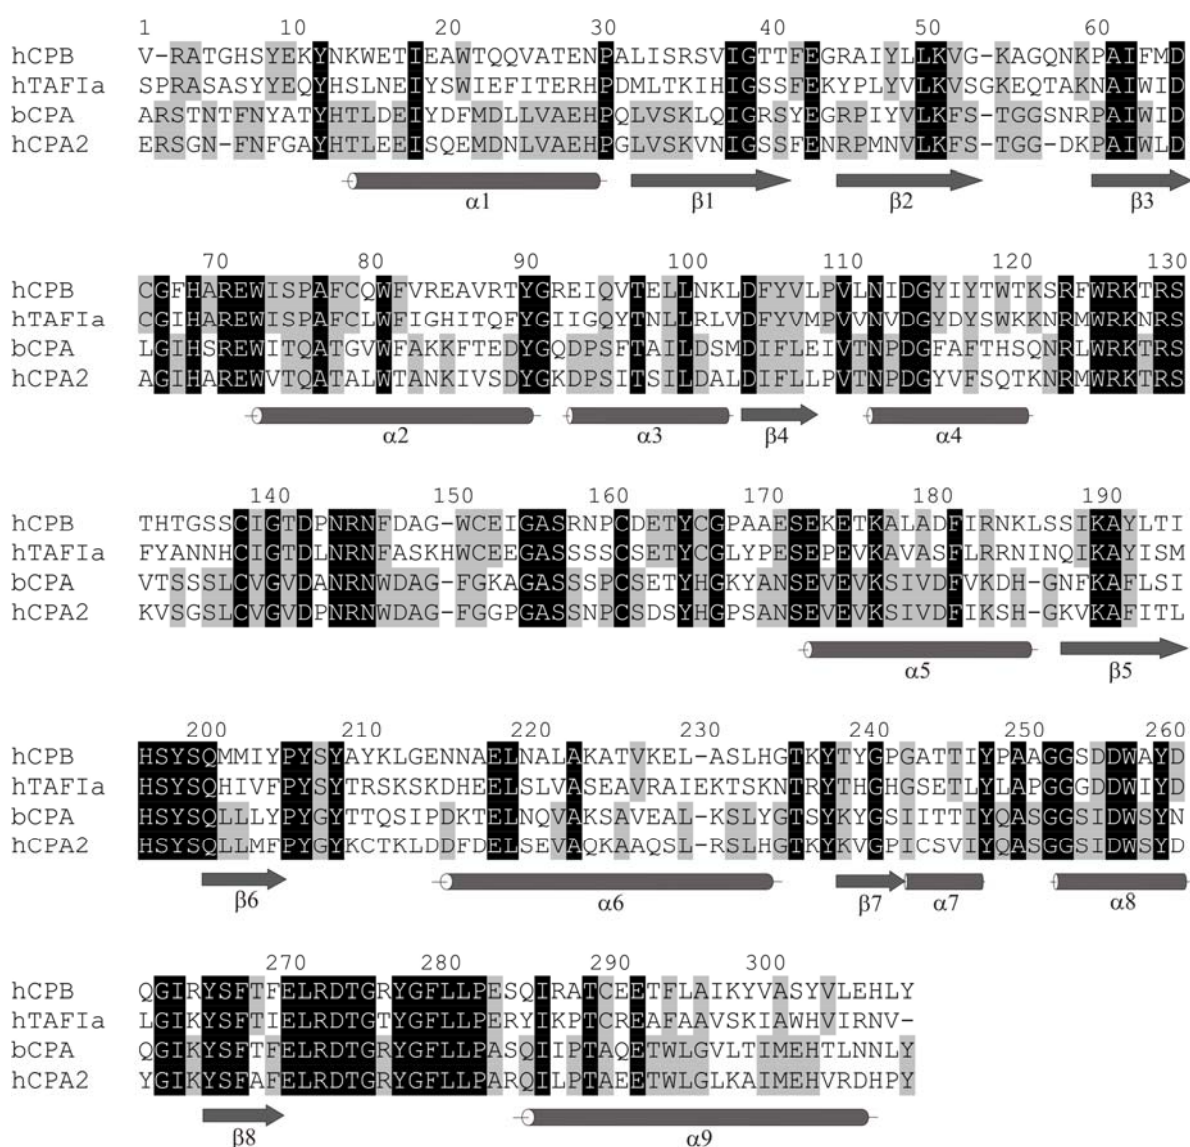 1 10 20 30 40 50 60
hCPB V-RATGHSYEKYNKWETIEAWTQQVATENPALISRSVIGTTFEGRAIYLLKVG-KAGQNKPAIFMD
hTAFIa SPRASASYYEQYHSLNEIYSWIEFITERHPDMLTKIHIGSSFEKYPLYVLKVSGKEQTAKNAIWID
bCPA ARSTNTFNYATYHTLDEIYDFMDLLVAEHPQLVSKLQIGRSYEGRPIYVLKFS-TGGSNRPAIWID
hCPA2 ERSGN-FNFGAYHTLEEISQEMDNLVAEHPGLVSKVNIGSSFENRPMNVLKFS-TGG-DKPAIWLD
α1 β1 β2 β3
70 80 90 100 110 120 130
hCPB CGFHAREWISPAFCQWFVREAVRTYGREIQVTELLNKLDFYVLPVLNIDGYIYTWTKSRFWRKTRS
hTAFIa CGIHAREWISPAFCLWFIGHITQFYGIIGQYTNLLRLVDFYVMPVVNVDGYDYSWKKNRMWRKNRS
bCPA LGIHSREWITQATGVWFAKKFTEDYGQDPSFTAILDSMDIFLEIVTNPDGFAFTHSQNRLWRKTRS
hCPA2 AGIHAREWVTQATALWTANKIVSDYGKDPSITSILDALDIFLLPVTNPDGYVFSQTKNRMWRKTRS
α2 α3 β4 α4
140 150 160 170 180 190
hCPB THTGSSCIGTDPNRNFDAG-WCEIGASRNPCDETYCGPAAESEKETKALADFIRNKLSSIKAYLTI
hTAFIa FYANNHCIGTDLNRNFASKHWCEEGASSSSCSETYCGLYPESEPEVKAVASFLRRNINQIKAYISM
bCPA VTSSSLCVGVDANRNWDAG-FGKAGASSSPCSETYHGKYANSEVEVKSIVDFVKDH-GNFKAFLSI
hCPA2 KVSGSLCVGVDPNRNWDAG-FGGPGASSNPCSDSYHGPSANSEVEVKSIVDFIKSH-GKVKAFITL
α5 β5
200 210 220 230 240 250 260
hCPB HSYSQMMIYPYSYAYKLGENNAELNALAKATVKEL-ASLHGTKYTYGPGATTIYPAAGGSDDWAYD
hTAFIa HSYSQHIVFPYSYTRSKSKDHEELSLVASEAVRAIEKTSKNTRYTHGHGSETLYLAPGGGDDWIYD
bCPA HSYSQLLLYPYGYTTQSIPDKTELNQVAKSAVEAL-KSLYGTSYKYGSIITTIYQASGGSIDWSYN
hCPA2 HSYSQLLMFPYGYKCTKLDDFDELSEVAQKAAQSL-RSLHGTKYKVGPICSVIYQASGGSIDWSYD
β6 α6 β7 α7 α8
270 280 290 300
hCPB QGIRYSFTFELRDTGRYGFLLPESQIRATCEETFLAIKYVASYVLEHLY
hTAFIa LGIKYSFTIELRDTGTYGFLLPERYIKPTCREAFAAVSKIAWHVIRNV-
bCPA QGIKYSFTFELRDTGRYGFLLPASQIIPTAQETWLGVLTIMEHTLNNLY
hCPA2 YGIKYSFAFELRDTGRYGFLLPARQILPTAEETWLGLKAIMEHVRDHPY
β8 α9